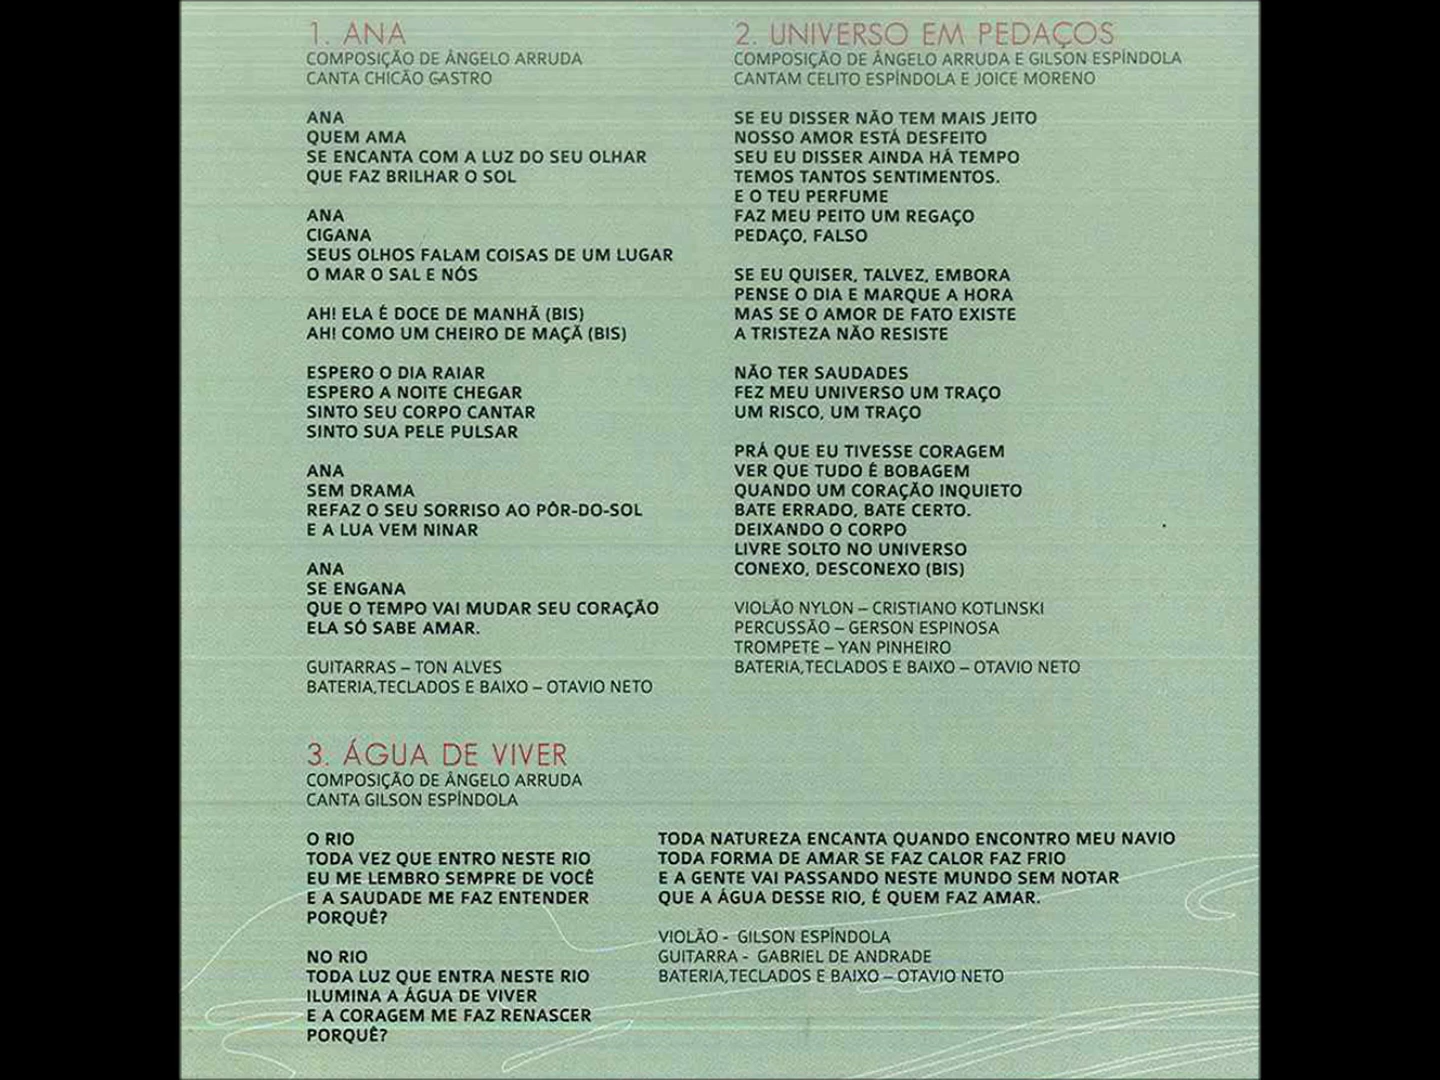 1. ANA
COMPOSIÇÃO DE ÂNGELO ARRUDA
CANTA CHICÃO GASTRO
ANA
QUEM AMA
SE ENCANTA COM A LUZ DO SEU OLHAR
QUE FAZ BRILHAR O SOL
ANA
CIGANA
SEUS OLHOS FALAM COISAS DE UM LUGAR
O MAR O SAL E NÓS
AH! ELA É DOCE DE MANHÃ (BIS)
AH! COMO UM CHEIRO DE MAÇÃ (BIS)
ESPERO O DIA RAIAR
ESPERO A NOITE CHEGAR
SINTO SEU CORPO CANTAR
SINTO SUA PELE PULSAR
ANA
SEM DRAMA
REFAZ O SEU SORRISO AO PÔR-DO-SOL
E A LUA VEM NINAR
ANA
SE ENGANA
QUE O TEMPO VAI MUDAR SEU CORAÇÃO
ELA SÓ SABE AMAR.
GUITARRAS – TON ALVES
BATERIA,TECLADOS E BAIXO – OTAVIO NETO
2. UNIVERSO EM PEDAÇOS
COMPOSIÇÃO DE ÂNGELO ARRUDA E GILSON ESPÍNDOLA
CANTAM CELITO ESPÍNDOLA E JOICE MORENO
SE EU DISSER NÃO TEM MAIS JEITO
NOSSO AMOR ESTÁ DESFEITO
SEU EU DISSER AINDA HÁ TEMPO
TEMOS TANTOS SENTIMENTOS.
E O TEU PERFUME
FAZ MEU PEITO UM REGAÇO
PEDAÇO, FALSO
SE EU QUISER, TALVEZ, EMBORA
PENSE O DIA E MARQUE A HORA
MAS SE O AMOR DE FATO EXISTE
A TRISTEZA NÃO RESISTE
NÃO TER SAUDADES
FEZ MEU UNIVERSO UM TRAÇO
UM RISCO, UM TRAÇO
PRÁ QUE EU TIVESSE CORAGEM
VER QUE TUDO É BOBAGEM
QUANDO UM CORAÇÃO INQUIETO
BATE ERRADO, BATE CERTO.
DEIXANDO O CORPO
LIVRE SOLTO NO UNIVERSO
CONEXO, DESCONEXO (BIS)
VIOLÃO NYLON – CRISTIANO KOTLINSKI
PERCUSSÃO – GERSON ESPINOSA
TROMPETE – YAN PINHEIRO
BATERIA,TECLADOS E BAIXO – OTAVIO NETO
3. ÁGUA DE VIVER
COMPOSIÇÃO DE ÂNGELO ARRUDA
CANTA GILSON ESPÍNDOLA
O RIO
TODA VEZ QUE ENTRO NESTE RIO
EU ME LEMBRO SEMPRE DE VOCÊ
E A SAUDADE ME FAZ ENTENDER
PORQUÊ?
NO RIO
TODA LUZ QUE ENTRA NESTE RIO
ILUMINA A ÁGUA DE VIVER
E A CORAGEM ME FAZ RENASCER
PORQUÊ?
TODA NATUREZA ENCANTA QUANDO ENCONTRO MEU NAVIO
TODA FORMA DE AMAR SE FAZ CALOR FAZ FRIO
E A GENTE VAI PASSANDO NESTE MUNDO SEM NOTAR
QUE A ÁGUA DESSE RIO, É QUEM FAZ AMAR.
VIOLÃO - GILSON ESPÍNDOLA
GUITARRA - GABRIEL DE ANDRADE
BATERIA,TECLADOS E BAIXO – OTAVIO NETO